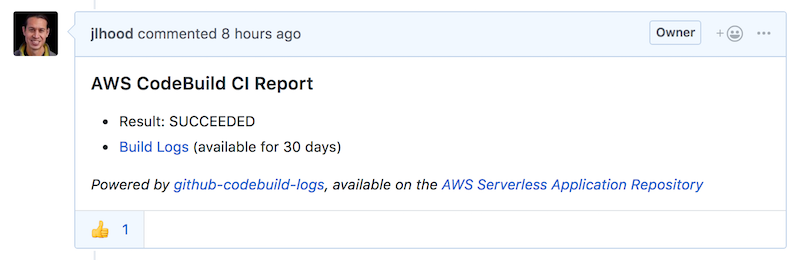 jlhood commented 8 hours ago Owner
AWS CodeBuild CI Report
Result: SUCCEEDED
Build Logs (available for 30 days)
Powered by github-codebuild-logs, available on the AWS Serverless Application Repository
1